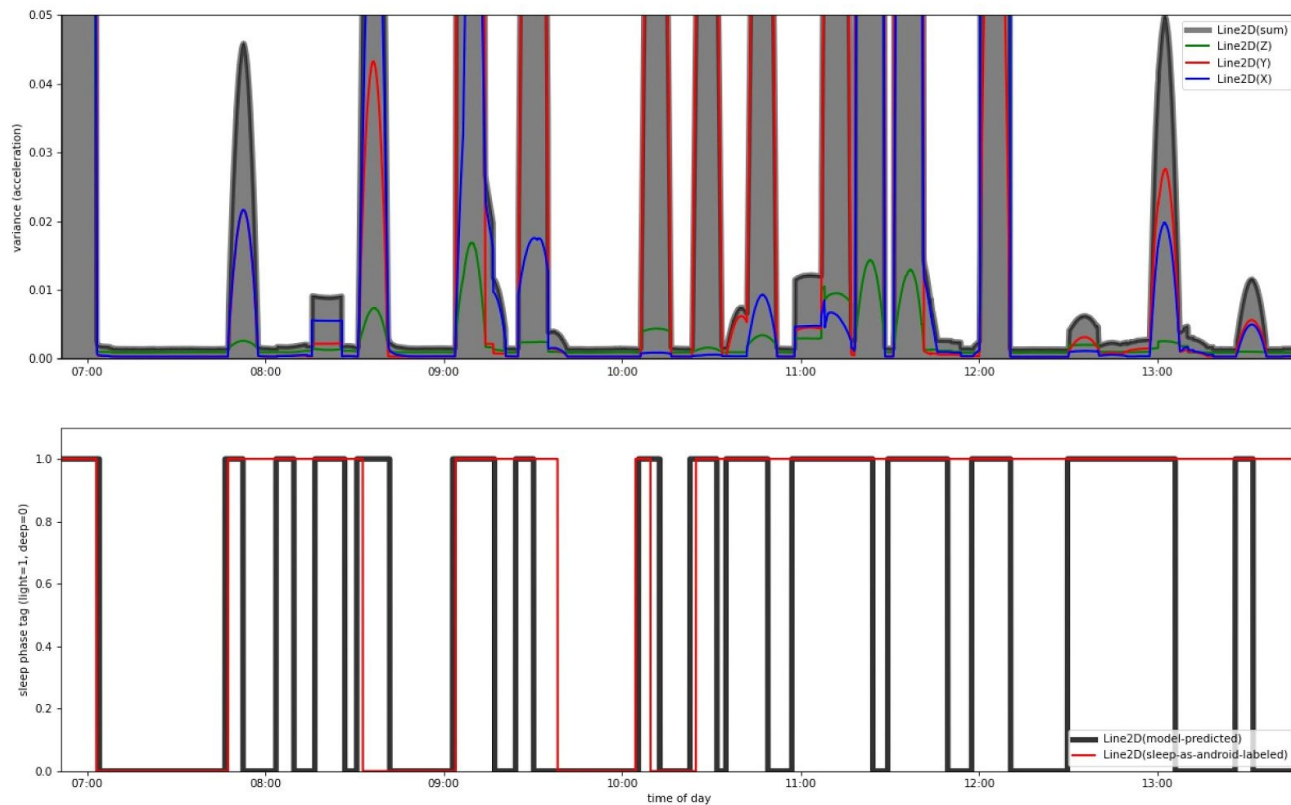 0.05
0.04
0.03
0.02
0.01
0.00
variance (acceleration)
Line2D(sum)
Line2D(Z)
Line2D(Y)
Line2D(X)
07:00 08:00 09:00 10:00 11:00 12:00 13:00
1.0
0.8
0.6
0.4
0.2
0.0
sleep phase tag (light=1, deep=0)
Line2D(model-predicted)
Line2D(sleep-as-android-labeled)
07:00 08:00 09:00 10:00 11:00 12:00 13:00
time of day